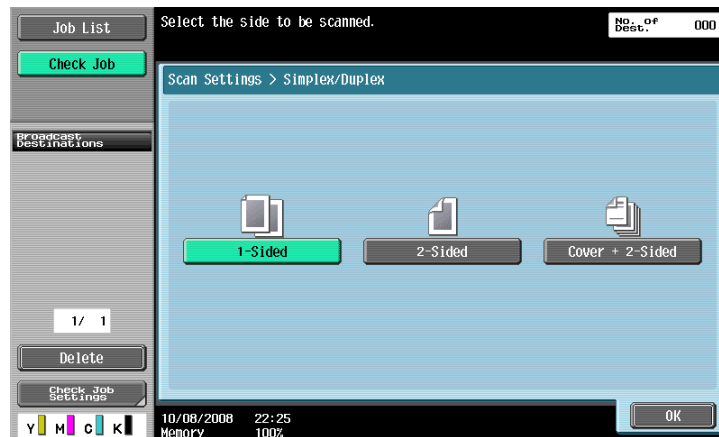 Job List
Select the side to be scanned.
No. of
Dest.
000
Check Job
Scan Settings > Simplex/Duplex
Broadcast
Destinations
1-Sided
2-Sided
Cover + 2-Sided
1/ 1
Delete
Check Job
Settings
OK
Y M C K
10/08/2008 22:25
Memory 100%